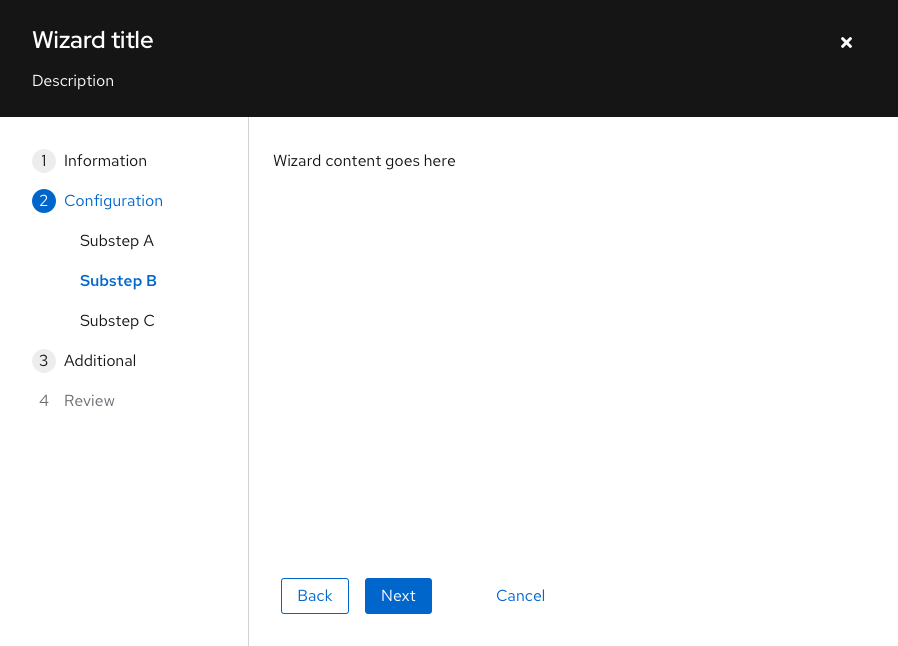 Wizard title
Description
1 Information
2 Configuration
Substep A
Substep B
Substep C
3 Additional
4 Review
Wizard content goes here
Back Next Cancel